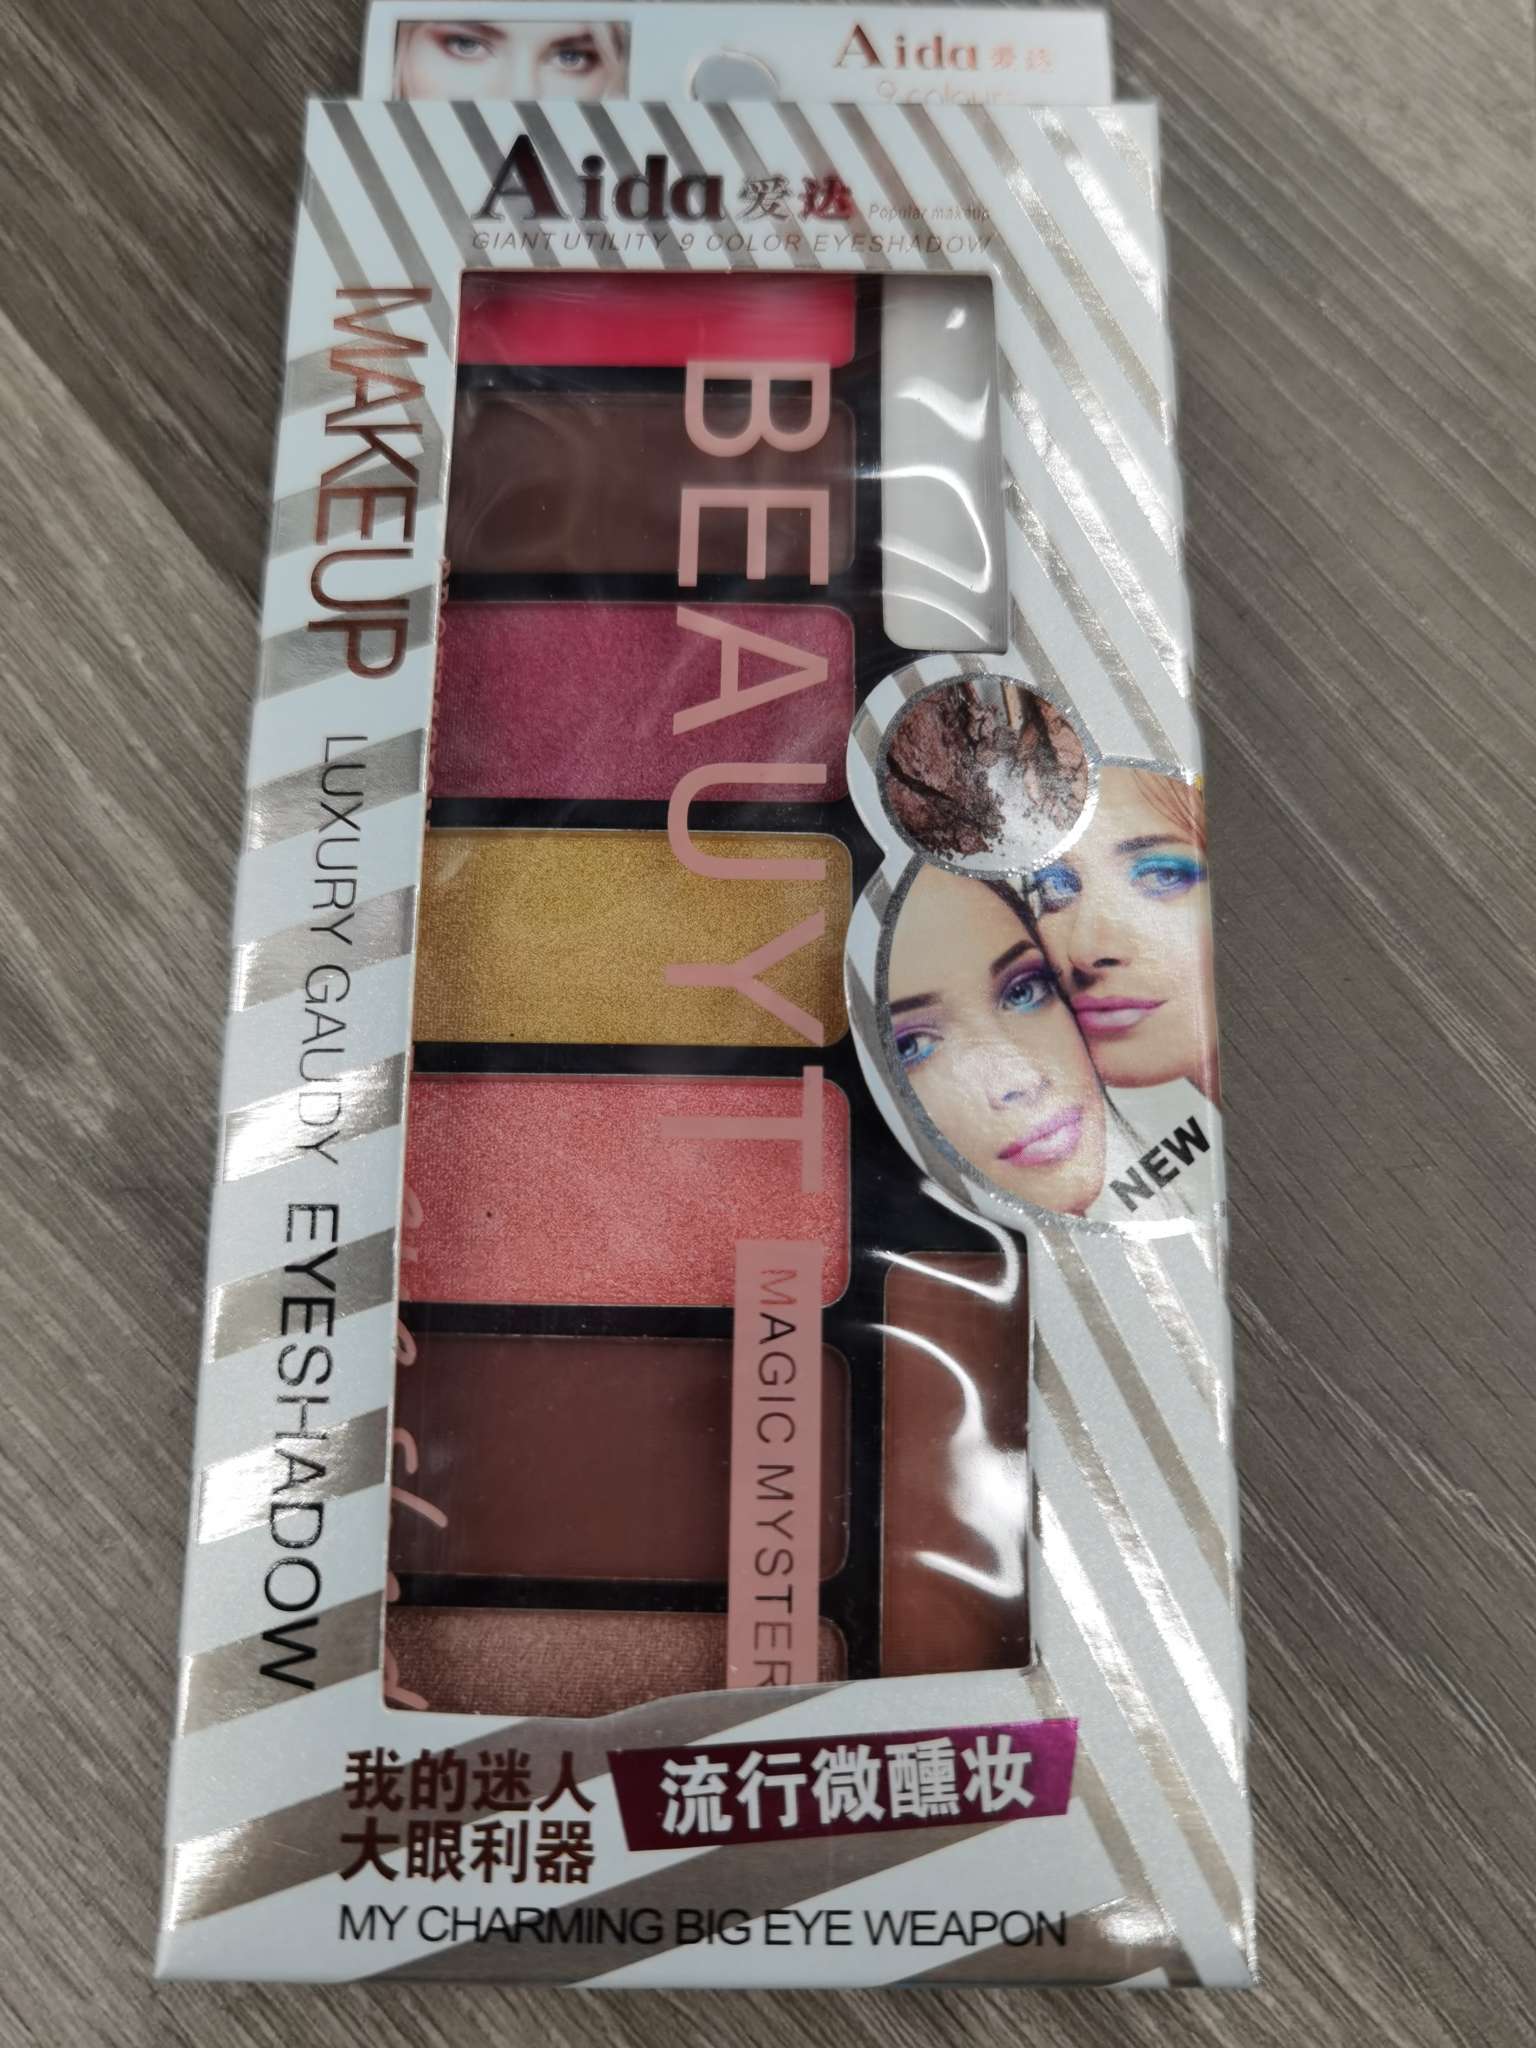 Aida 爱达
9 colours
Aida 爱达 Popular makeup
GIANT UTILITY 9 COLOR EYESHADOW
MAKEUP LUXURY GAUDY EYESHADOW
BEAUYT
MAGIC MYSTER
NEW
我的迷人
大眼利器
流行微醺妆
MY CHARMING BIG EYE WEAPON